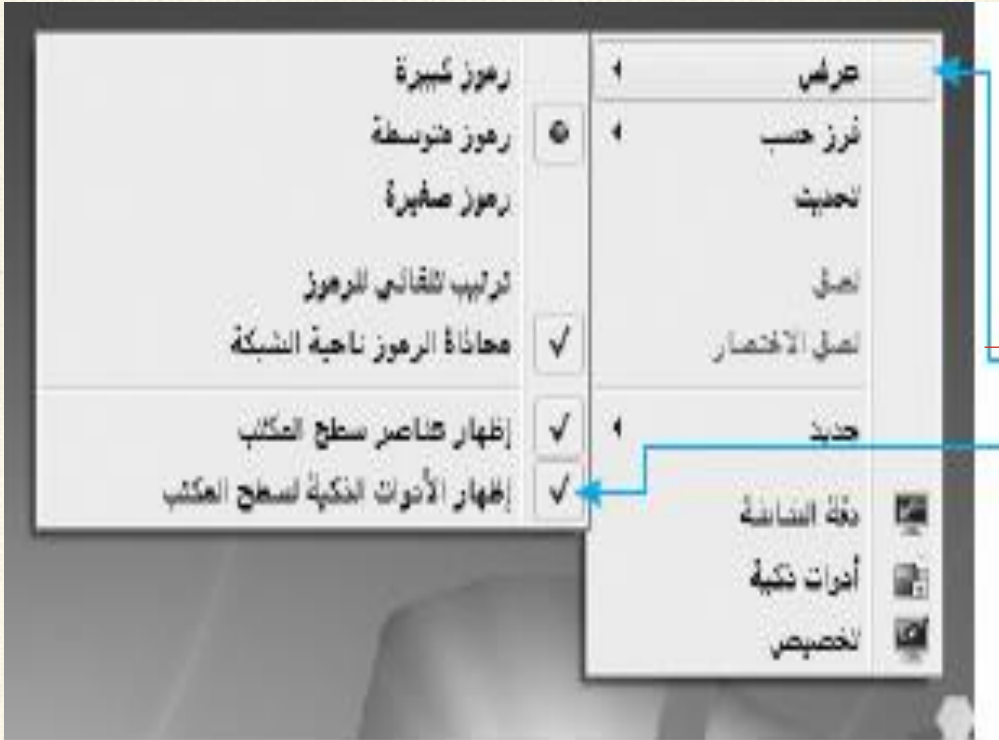 عرض
فرز حسب
تحديث
لصق
لصق الاختصار
جديد
دقة الشاشة
أدوات ذكية
تخصيص
رموز كبيرة
رموز متوسطة
رموز صغيرة
ترتيب تلقائي للرموز
محاذاة الرموز ناحية الشبكة
إظهار عناصر سطح المكتب
إظهار الأدوات الذكية لسطح المكتب